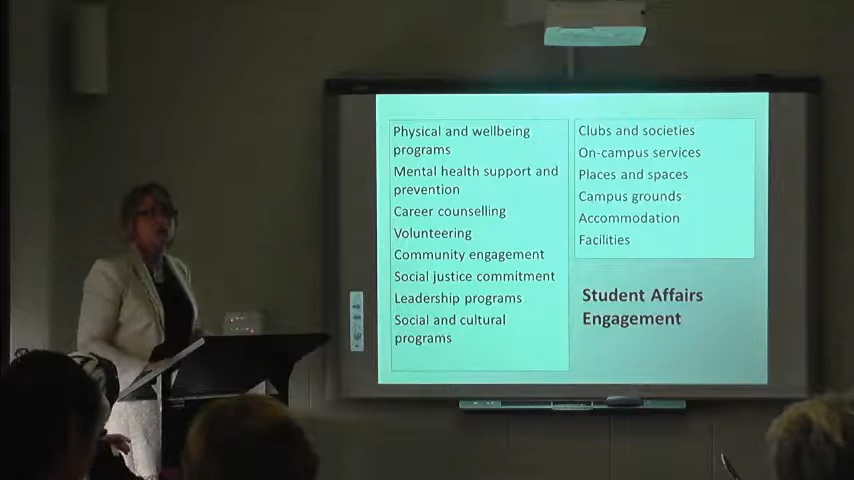 Physical and wellbeing
programs
Mental health support and
prevention
Career counselling
Volunteering
Community engagement
Social justice commitment
Leadership programs
Social and cultural
programs
Clubs and societies
On-campus services
Places and spaces
Campus grounds
Accommodation
Facilities
Student Affairs
Engagement